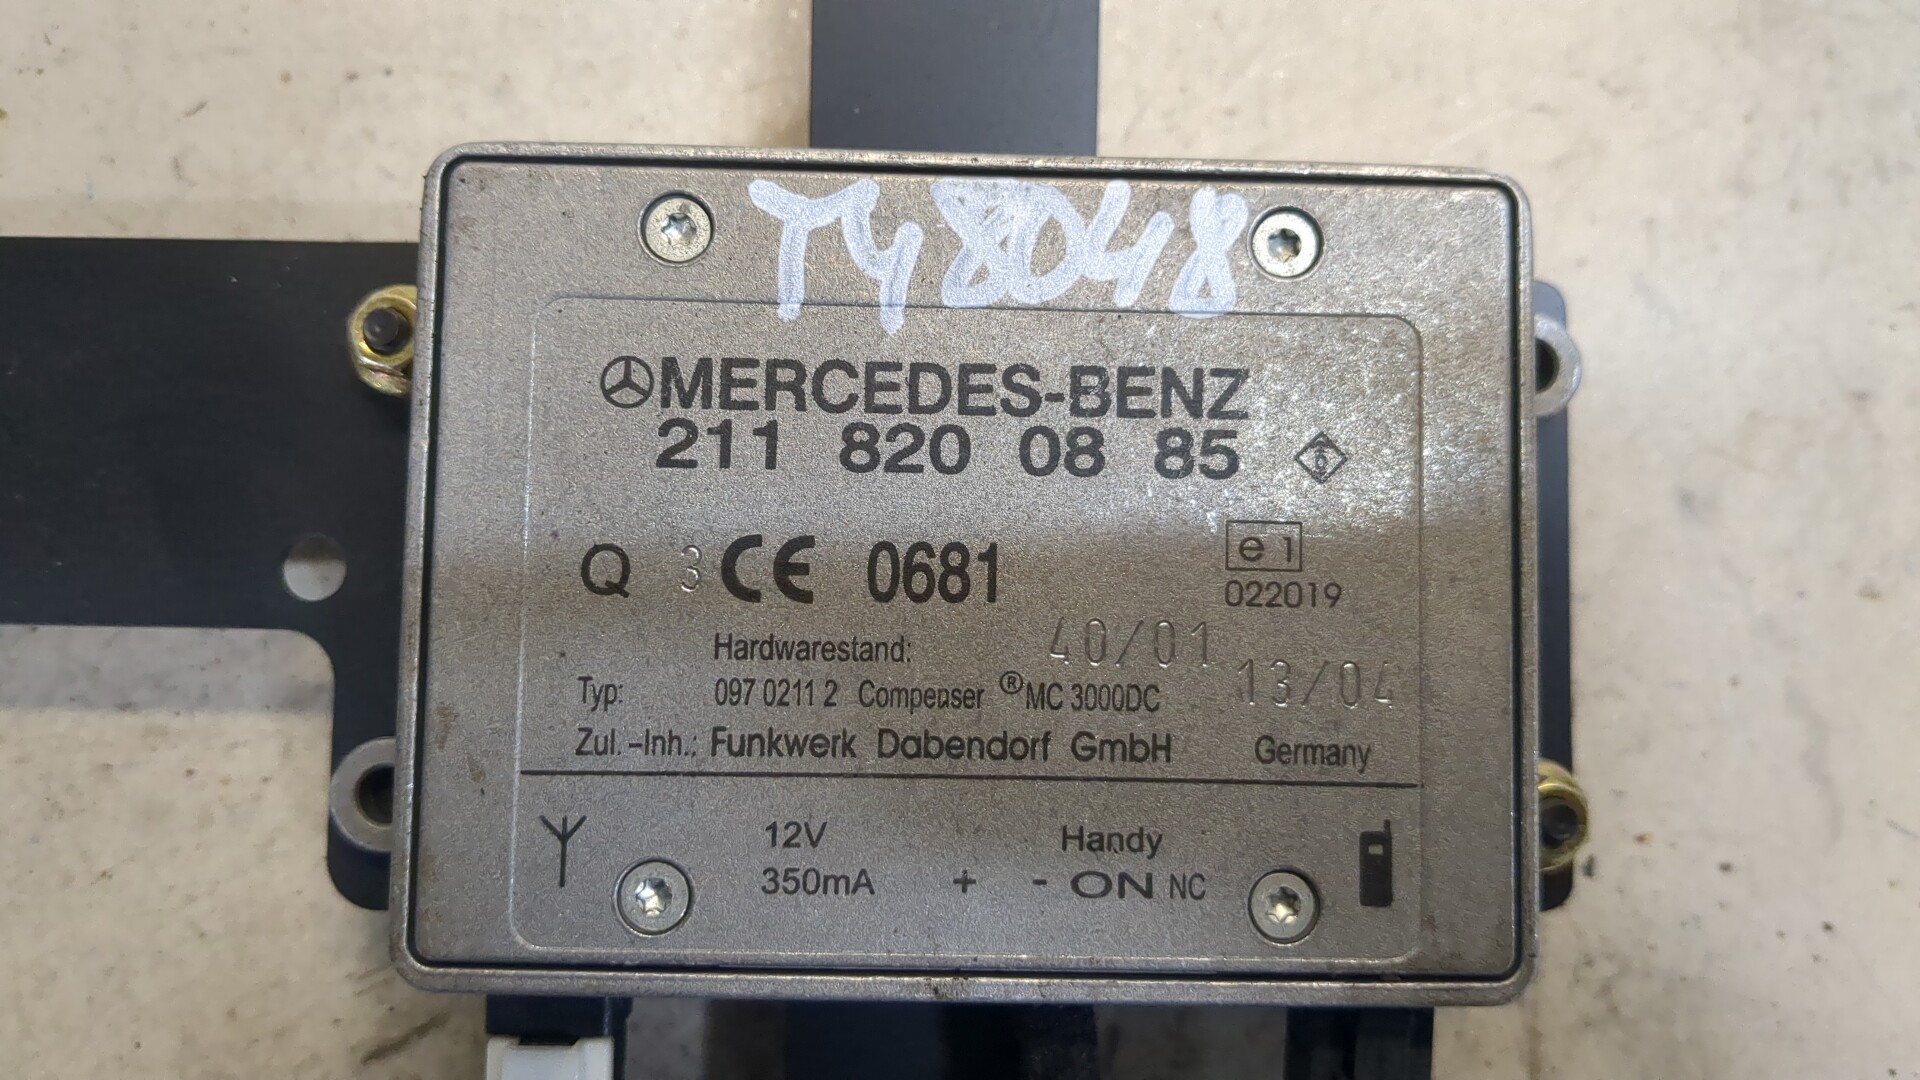 T48048
MERCEDES-BENZ
211 820 08 85
Q 3 CE 0681
e1
022019
Hardwarestand: 40/01
Typ: 097 0211 2 Compenser ®MC 3000DC 13/04
Zul.-Inh.: Funkwerk Dabendorf GmbH Germany
12V Handy
350mA + - ON NC